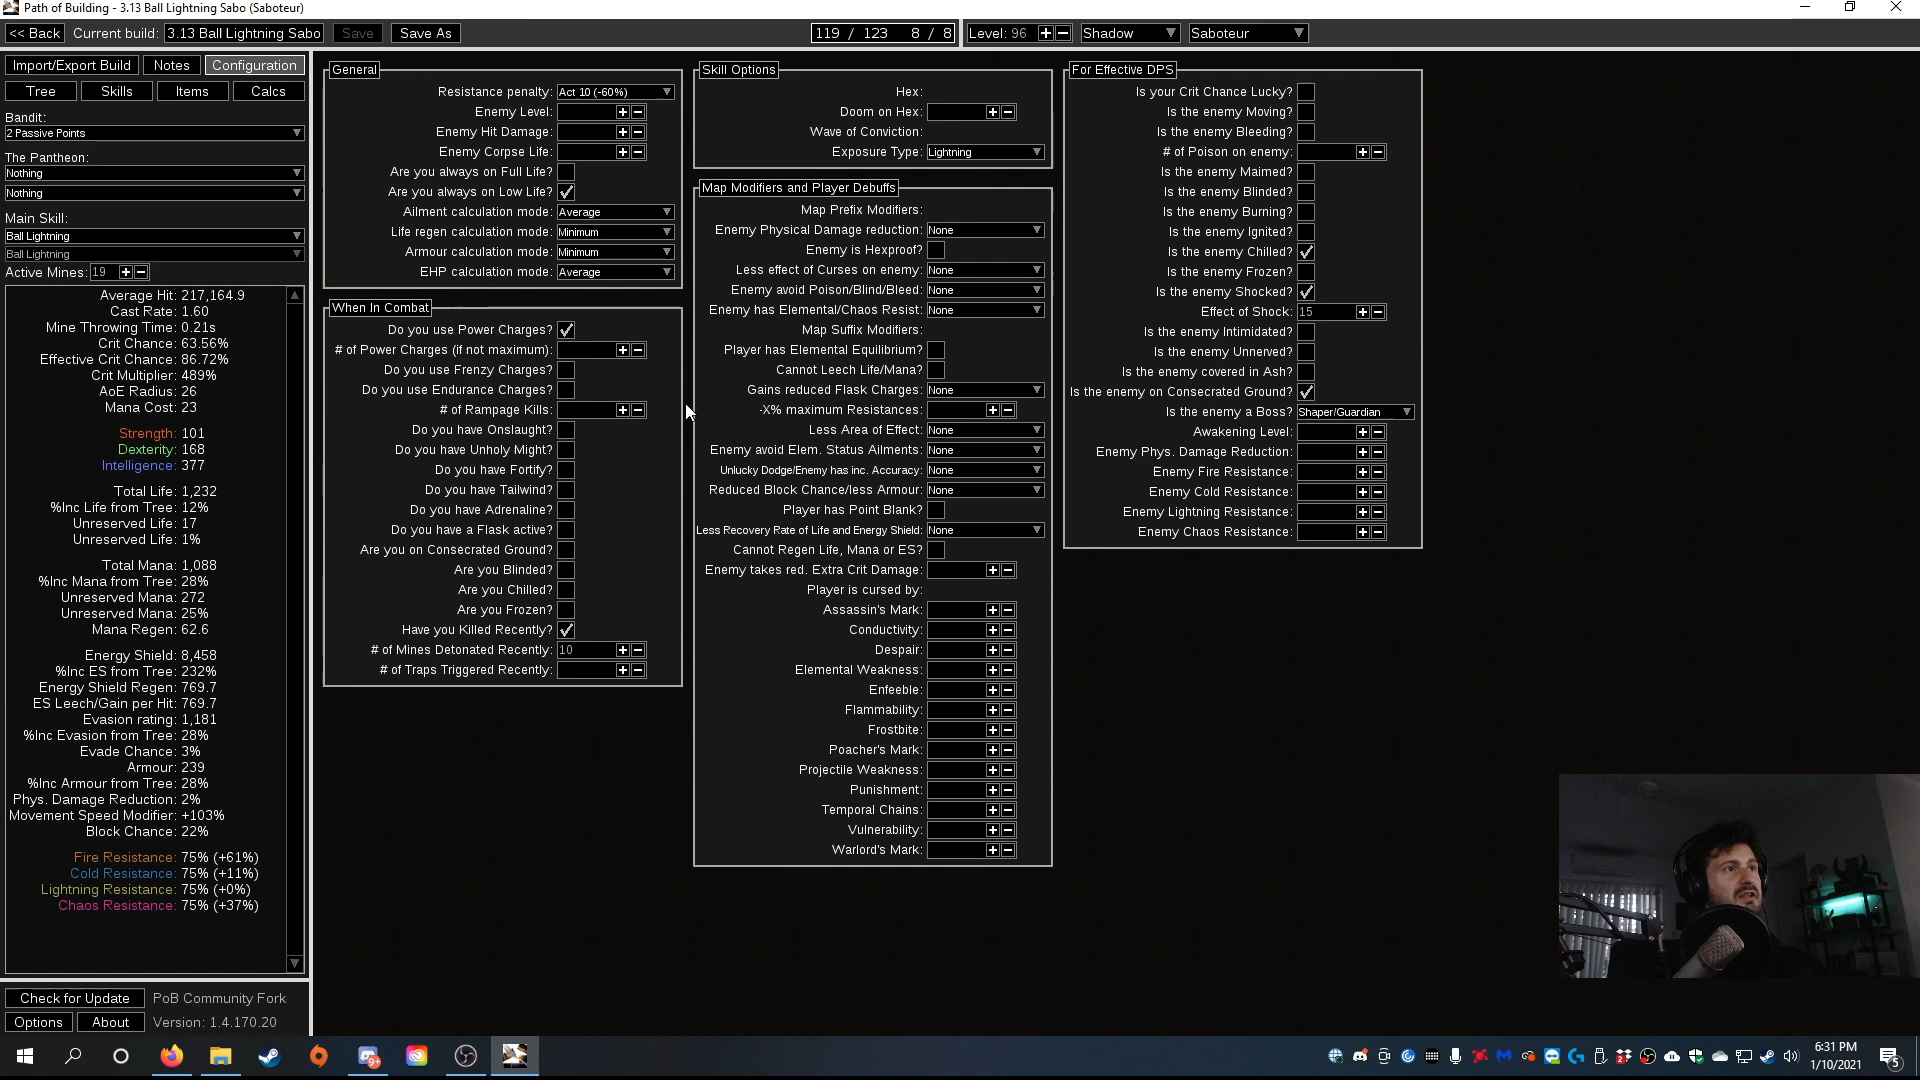 Path of Building - 3.13 Ball Lightning Sabo (Saboteur)
<< Back
Current build: 3.13 Ball Lightning Sabo
Save
Save As
119 / 123 8 / 8
Level: 96
Shadow
Saboteur
Import/Export Build
Notes
Configuration
Tree
Skills
Items
Calcs
Bandit:
2 Passive Points
The Pantheon:
Nothing
Nothing
Main Skill:
Ball Lightning
Ball Lightning
Active Mines: 19
Average Hit: 217,164.9
Cast Rate: 1.60
Mine Throwing Time: 0.21s
Crit Chance: 63.56%
Effective Crit Chance: 86.72%
Crit Multiplier: 489%
AoE Radius: 26
Mana Cost: 23
Strength: 101
Dexterity: 168
Intelligence: 377
Total Life: 1,232
%Inc Life from Tree: 12%
Unreserved Life: 17
Unreserved Life: 1%
Total Mana: 1,088
%Inc Mana from Tree: 28%
Unreserved Mana: 272
Unreserved Mana: 25%
Mana Regen: 62.6
Energy Shield: 8,458
%Inc ES from Tree: 232%
Energy Shield Regen: 769.7
ES Leech/Gain per Hit: 769.7
Evasion rating: 1,181
%Inc Evasion from Tree: 28%
Evade Chance: 3%
Armour: 239
%Inc Armour from Tree: 28%
Phys. Damage Reduction: 2%
Movement Speed Modifier: +103%
Block Chance: 22%
Fire Resistance: 75% (+61%)
Cold Resistance: 75% (+11%)
Lightning Resistance: 75% (+0%)
Chaos Resistance: 75% (+37%)
Check for Update
PoB Community Fork
Options
About
Version: 1.4.170.20
General
Resistance penalty: Act 10 (-60%)
Enemy Level:
Enemy Hit Damage:
Enemy Corpse Life:
Are you always on Full Life?
Are you always on Low Life?
Ailment calculation mode: Average
Life regen calculation mode: Minimum
Armour calculation mode: Minimum
EHP calculation mode: Average
When In Combat
Do you use Power Charges?
# of Power Charges (if not maximum):
Do you use Frenzy Charges?
Do you use Endurance Charges?
# of Rampage Kills:
Do you have Onslaught?
Do you have Unholy Might?
Do you have Fortify?
Do you have Tailwind?
Do you have Adrenaline?
Do you have a Flask active?
Are you on Consecrated Ground?
Are you Blinded?
Are you Chilled?
Are you Frozen?
Have you Killed Recently?
# of Mines Detonated Recently: 10
# of Traps Triggered Recently:
Skill Options
Hex:
Doom on Hex:
Wave of Conviction:
Exposure Type: Lightning
Map Modifiers and Player Debuffs
Map Prefix Modifiers:
Enemy Physical Damage reduction: None
Enemy is Hexproof?
Less effect of Curses on enemy: None
Enemy avoid Poison/Blind/Bleed: None
Enemy has Elemental/Chaos Resist: None
Map Suffix Modifiers:
Player has Elemental Equilibrium?
Cannot Leech Life/Mana?
Gains reduced Flask Charges: None
-X% maximum Resistances:
Less Area of Effect: None
Enemy avoid Elem. Status Ailments: None
Unlucky Dodge/Enemy has inc. Accuracy: None
Reduced Block Chance/less Armour: None
Player has Point Blank?
Less Recovery Rate of Life and Energy Shield: None
Cannot Regen Life, Mana or ES?
Enemy takes red. Extra Crit Damage:
Player is cursed by:
Assassin's Mark:
Conductivity:
Despair:
Elemental Weakness:
Enfeeble:
Flammability:
Frostbite:
Poacher's Mark:
Projectile Weakness:
Punishment:
Temporal Chains:
Vulnerability:
Warlord's Mark:
For Effective DPS
Is your Crit Chance Lucky?
Is the enemy Moving?
Is the enemy Bleeding?
# of Poison on enemy:
Is the enemy Maimed?
Is the enemy Blinded?
Is the enemy Burning?
Is the enemy Ignited?
Is the enemy Chilled?
Is the enemy Frozen?
Is the enemy Shocked?
Effect of Shock: 15
Is the enemy Intimidated?
Is the enemy Unnerved?
Is the enemy covered in Ash?
Is the enemy on Consecrated Ground?
Is the enemy a Boss? Shaper/Guardian
Awakening Level:
Enemy Phys. Damage Reduction:
Enemy Fire Resistance:
Enemy Cold Resistance:
Enemy Lightning Resistance:
Enemy Chaos Resistance:
9+
6:31 PM
1/10/2021
5